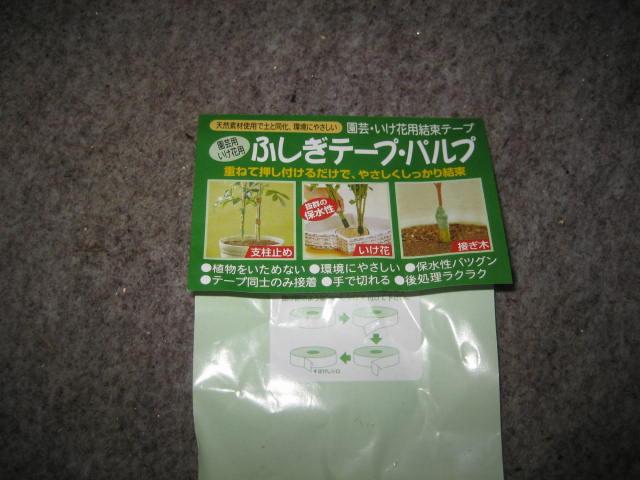 天然素材使用で土と同化、環境にやさしい
園芸・いけ花用結束テープ
園芸用
いけ花用
ふしぎテープ・パルプ
重ねて押し付けるだけで、やさしくしっかり結束
支柱止め
抜群の
保水性
いけ花
接ぎ木
●植物をいためない ●環境にやさしい ●保水性バツグン
●テープ同士のみ接着 ●手で切れる ●後処理ラクラク